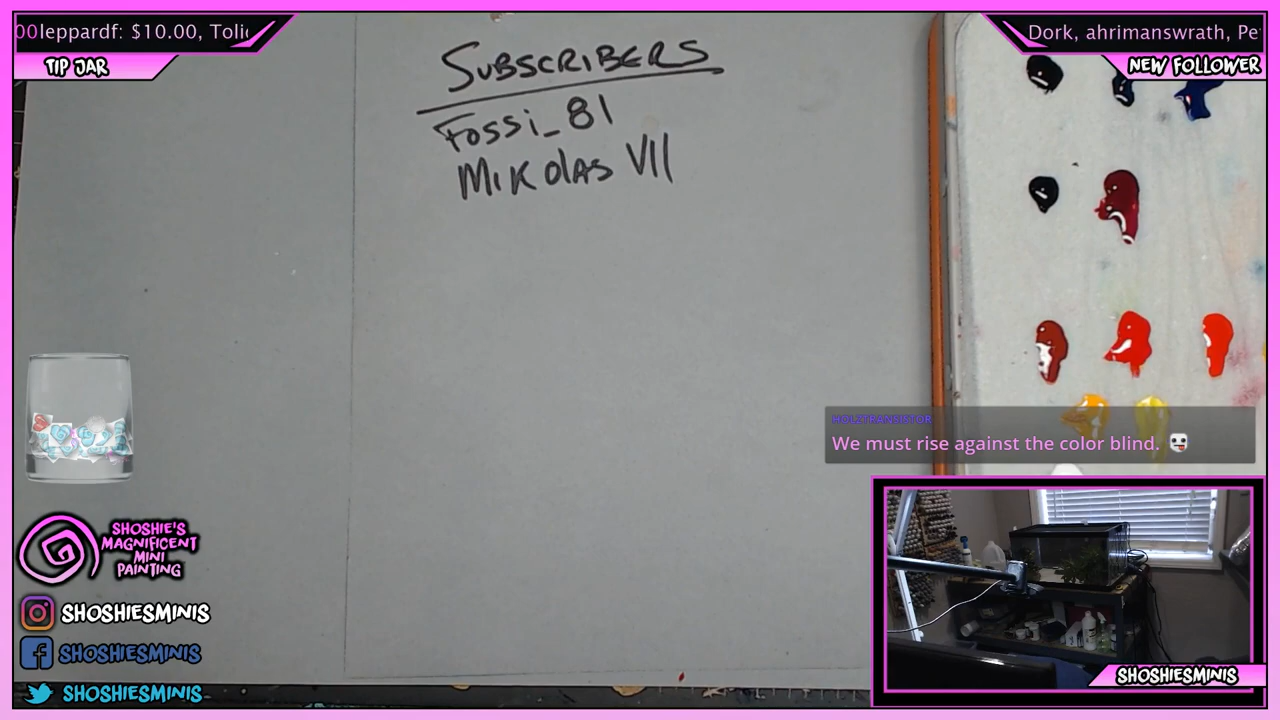 00leppardf: $10.00, Toli
TIP JAR
Dork, ahrimanswrath, Pe
NEW FOLLOWER
SUBSCRIBERS
Fossi_81
MIKOLAS VII
HOLZTRANSISTOR
We must rise against the color blind.
SHOSHIE'S
MAGNIFICENT
MINI
PAINTING
SHOSHIESMINIS
SHOSHIESMINIS
SHOSHIESMINIS
SHOSHIESMINIS